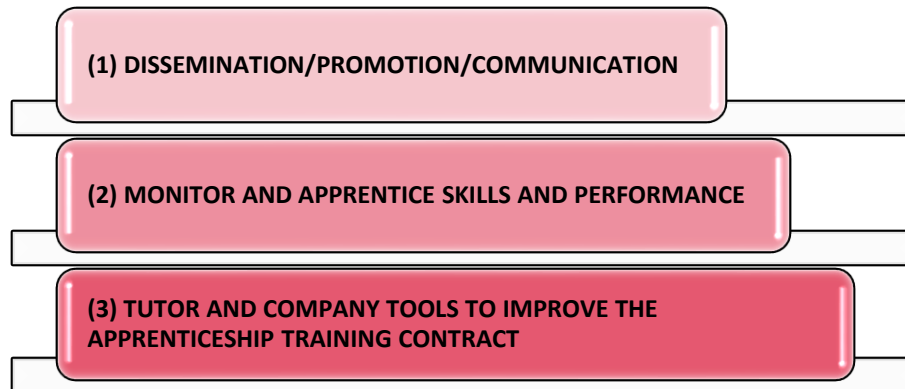 (1) DISSEMINATION/PROMOTION/COMMUNICATION
(2) MONITOR AND APPRENTICE SKILLS AND PERFORMANCE
(3) TUTOR AND COMPANY TOOLS TO IMPROVE THE
APPRENTICESHIP TRAINING CONTRACT